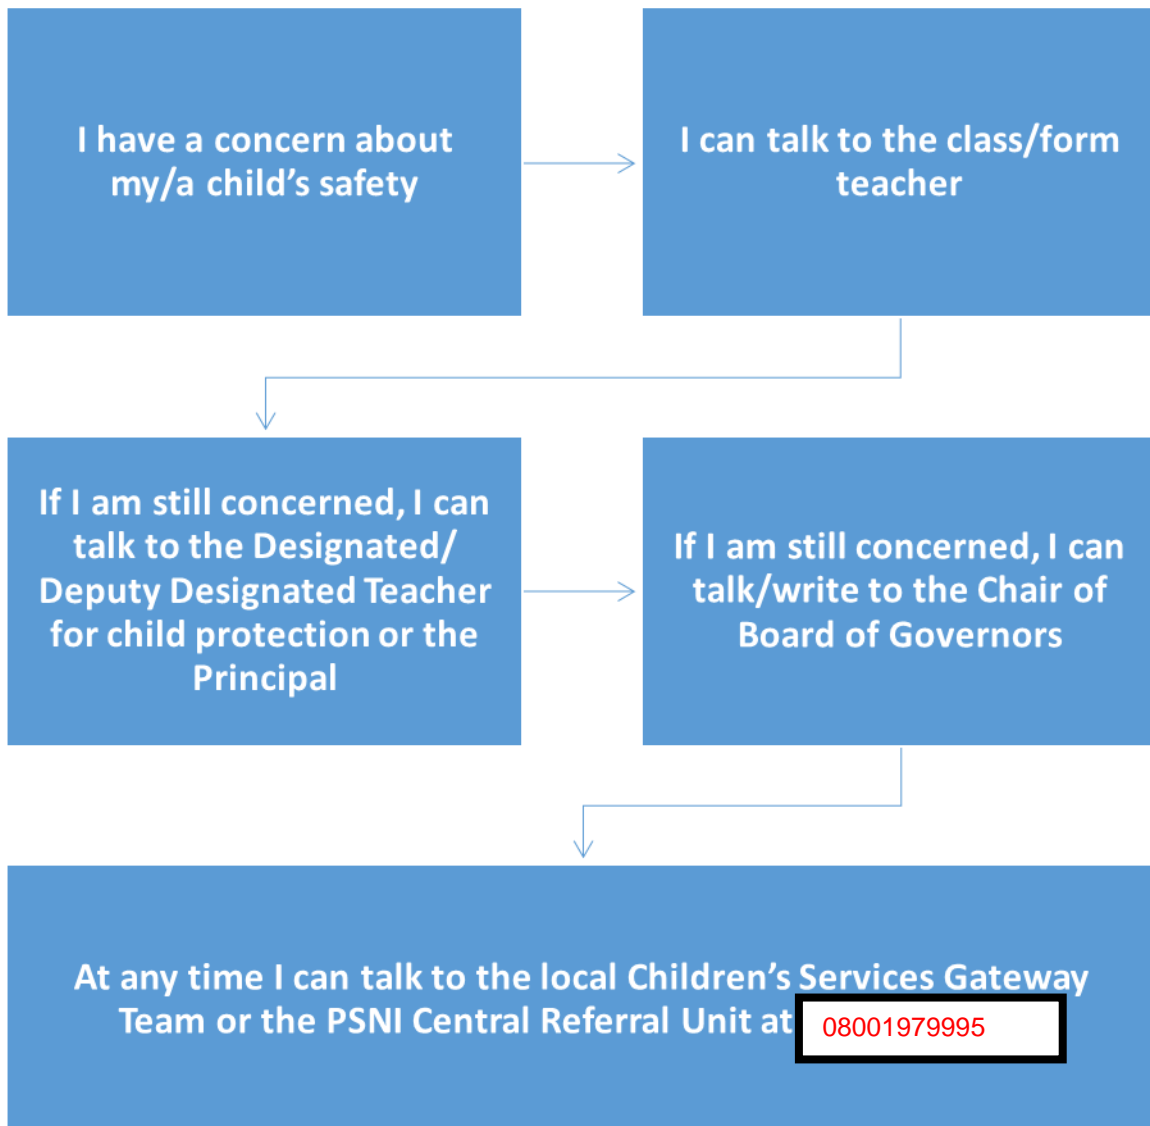 I have a concern about
my/a child’s safety
I can talk to the class/form
teacher
If I am still concerned, I can
talk to the Designated/
Deputy Designated Teacher
for child protection or the
Principal
If I am still concerned, I can
talk/write to the Chair of
Board of Governors
At any time I can talk to the local Children’s Services Gateway
Team or the PSNI Central Referral Unit at 08001979995